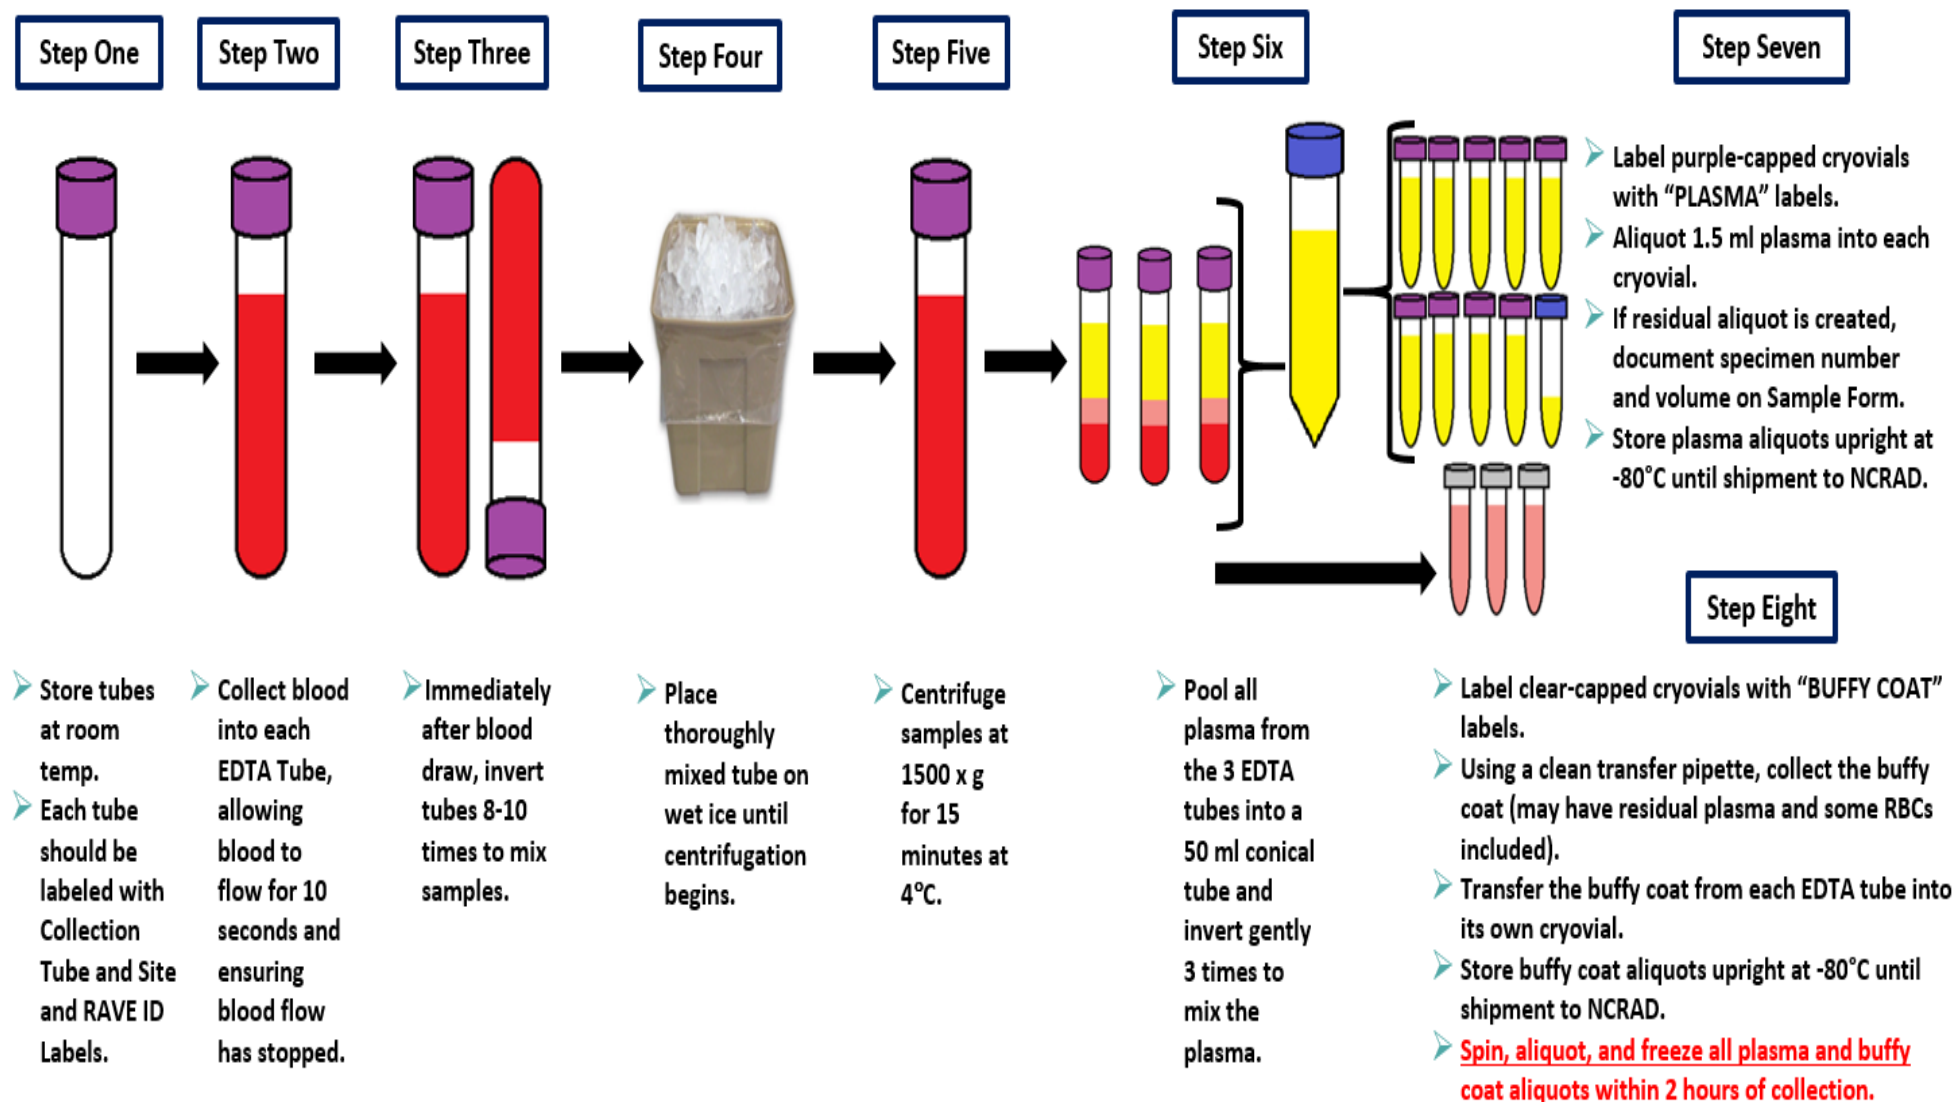 Step One
Step Two
Step Three
Step Four
Step Five
Step Six
Step Seven
Label purple-capped cryovials
with “PLASMA” labels.
Aliquot 1.5 ml plasma into each
cryovial.
If residual aliquot is created,
document specimen number
and volume on Sample Form.
Store plasma aliquots upright at
-80°C until shipment to NCRAD.
Step Eight
Store tubes
at room
temp.
Each tube
should be
labeled with
Collection
Tube and Site
and RAVE ID
Labels.
Collect blood
into each
EDTA Tube,
allowing
blood to
flow for 10
seconds and
ensuring
blood flow
has stopped.
Immediately
after blood
draw, invert
tubes 8-10
times to mix
samples.
Place
thoroughly
mixed tube on
wet ice until
centrifugation
begins.
Centrifuge
samples at
1500 x g
for 15
minutes at
4°C.
Pool all
plasma from
the 3 EDTA
tubes into a
50 ml conical
tube and
invert gently
3 times to
mix the
plasma.
Label clear-capped cryovials with “BUFFY COAT”
labels.
Using a clean transfer pipette, collect the buffy
coat (may have residual plasma and some RBCs
included).
Transfer the buffy coat from each EDTA tube into
its own cryovial.
Store buffy coat aliquots upright at -80°C until
shipment to NCRAD.
Spin, aliquot, and freeze all plasma and buffy
coat aliquots within 2 hours of collection.